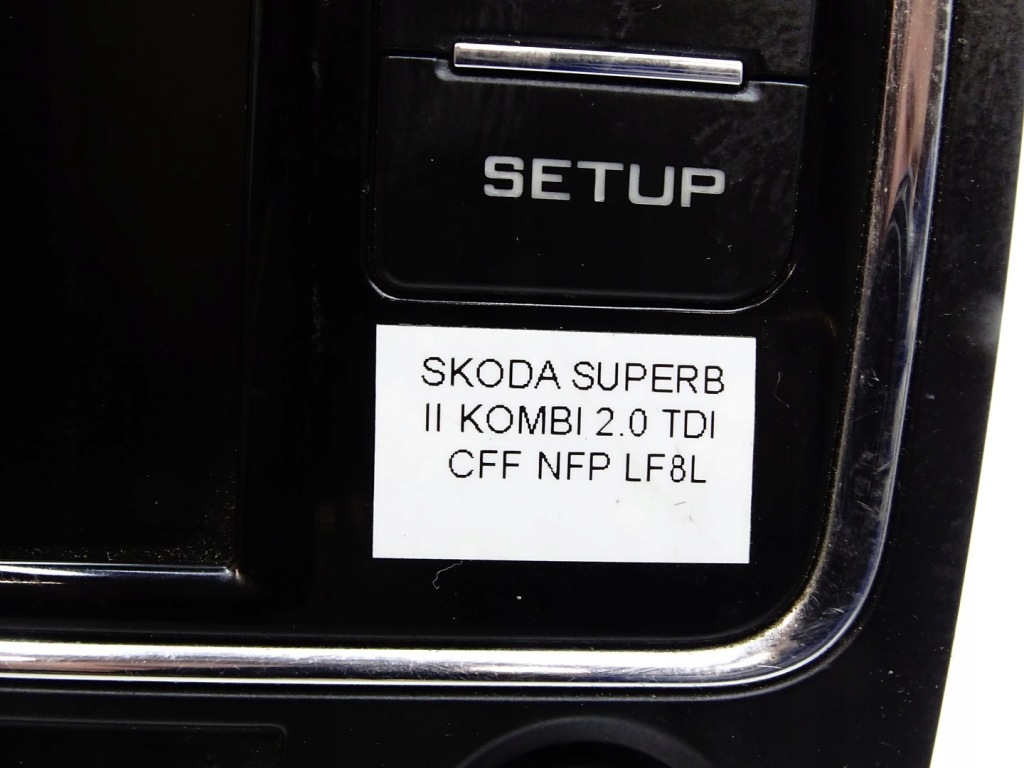 SETUP
SKODA SUPERB
II KOMBI 2.0 TDI
CFF NFP LF8L